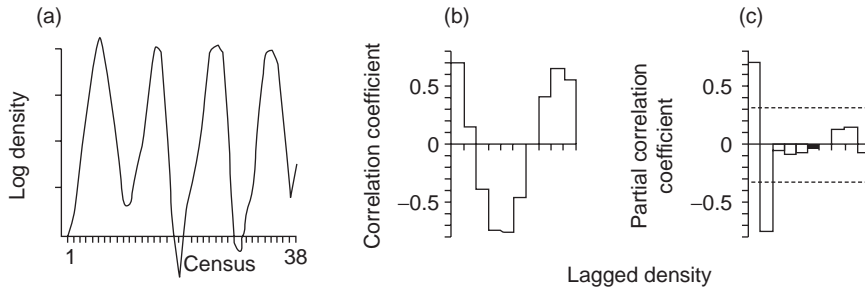 (a)
Log density
1
Census
38
(b)
Correlation coefficient
0.5
0
−0.5
(c)
Partial correlation
coefficient
0.5
0
−0.5
Lagged density